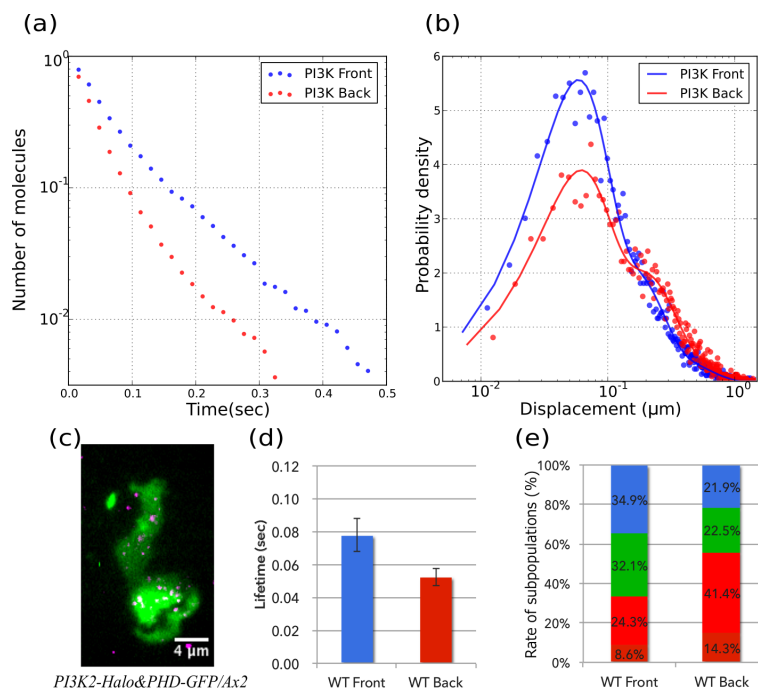 (a)
(b)
Number of molecules
10⁰
10⁻¹
10⁻²
PI3K Front
PI3K Back
0.0 0.1 0.2 0.3 0.4 0.5
Time(sec)
Probability density
6
5
4
3
2
1
0
PI3K Front
PI3K Back
10⁻² 10⁻¹ 10⁰
Displacement (μm)
(c)
4 μm
PI3K2-Halo&PHD-GFP/Ax2
(d)
Lifetime (sec)
0.12
0.10
0.08
0.06
0.04
0.02
0.00
WT Front WT Back
(e)
Rate of subpopulations (%)
100%
80%
60%
40%
20%
0%
34.9%
32.1%
24.3%
8.6%
21.9%
22.5%
41.4%
14.3%
WT Front WT Back